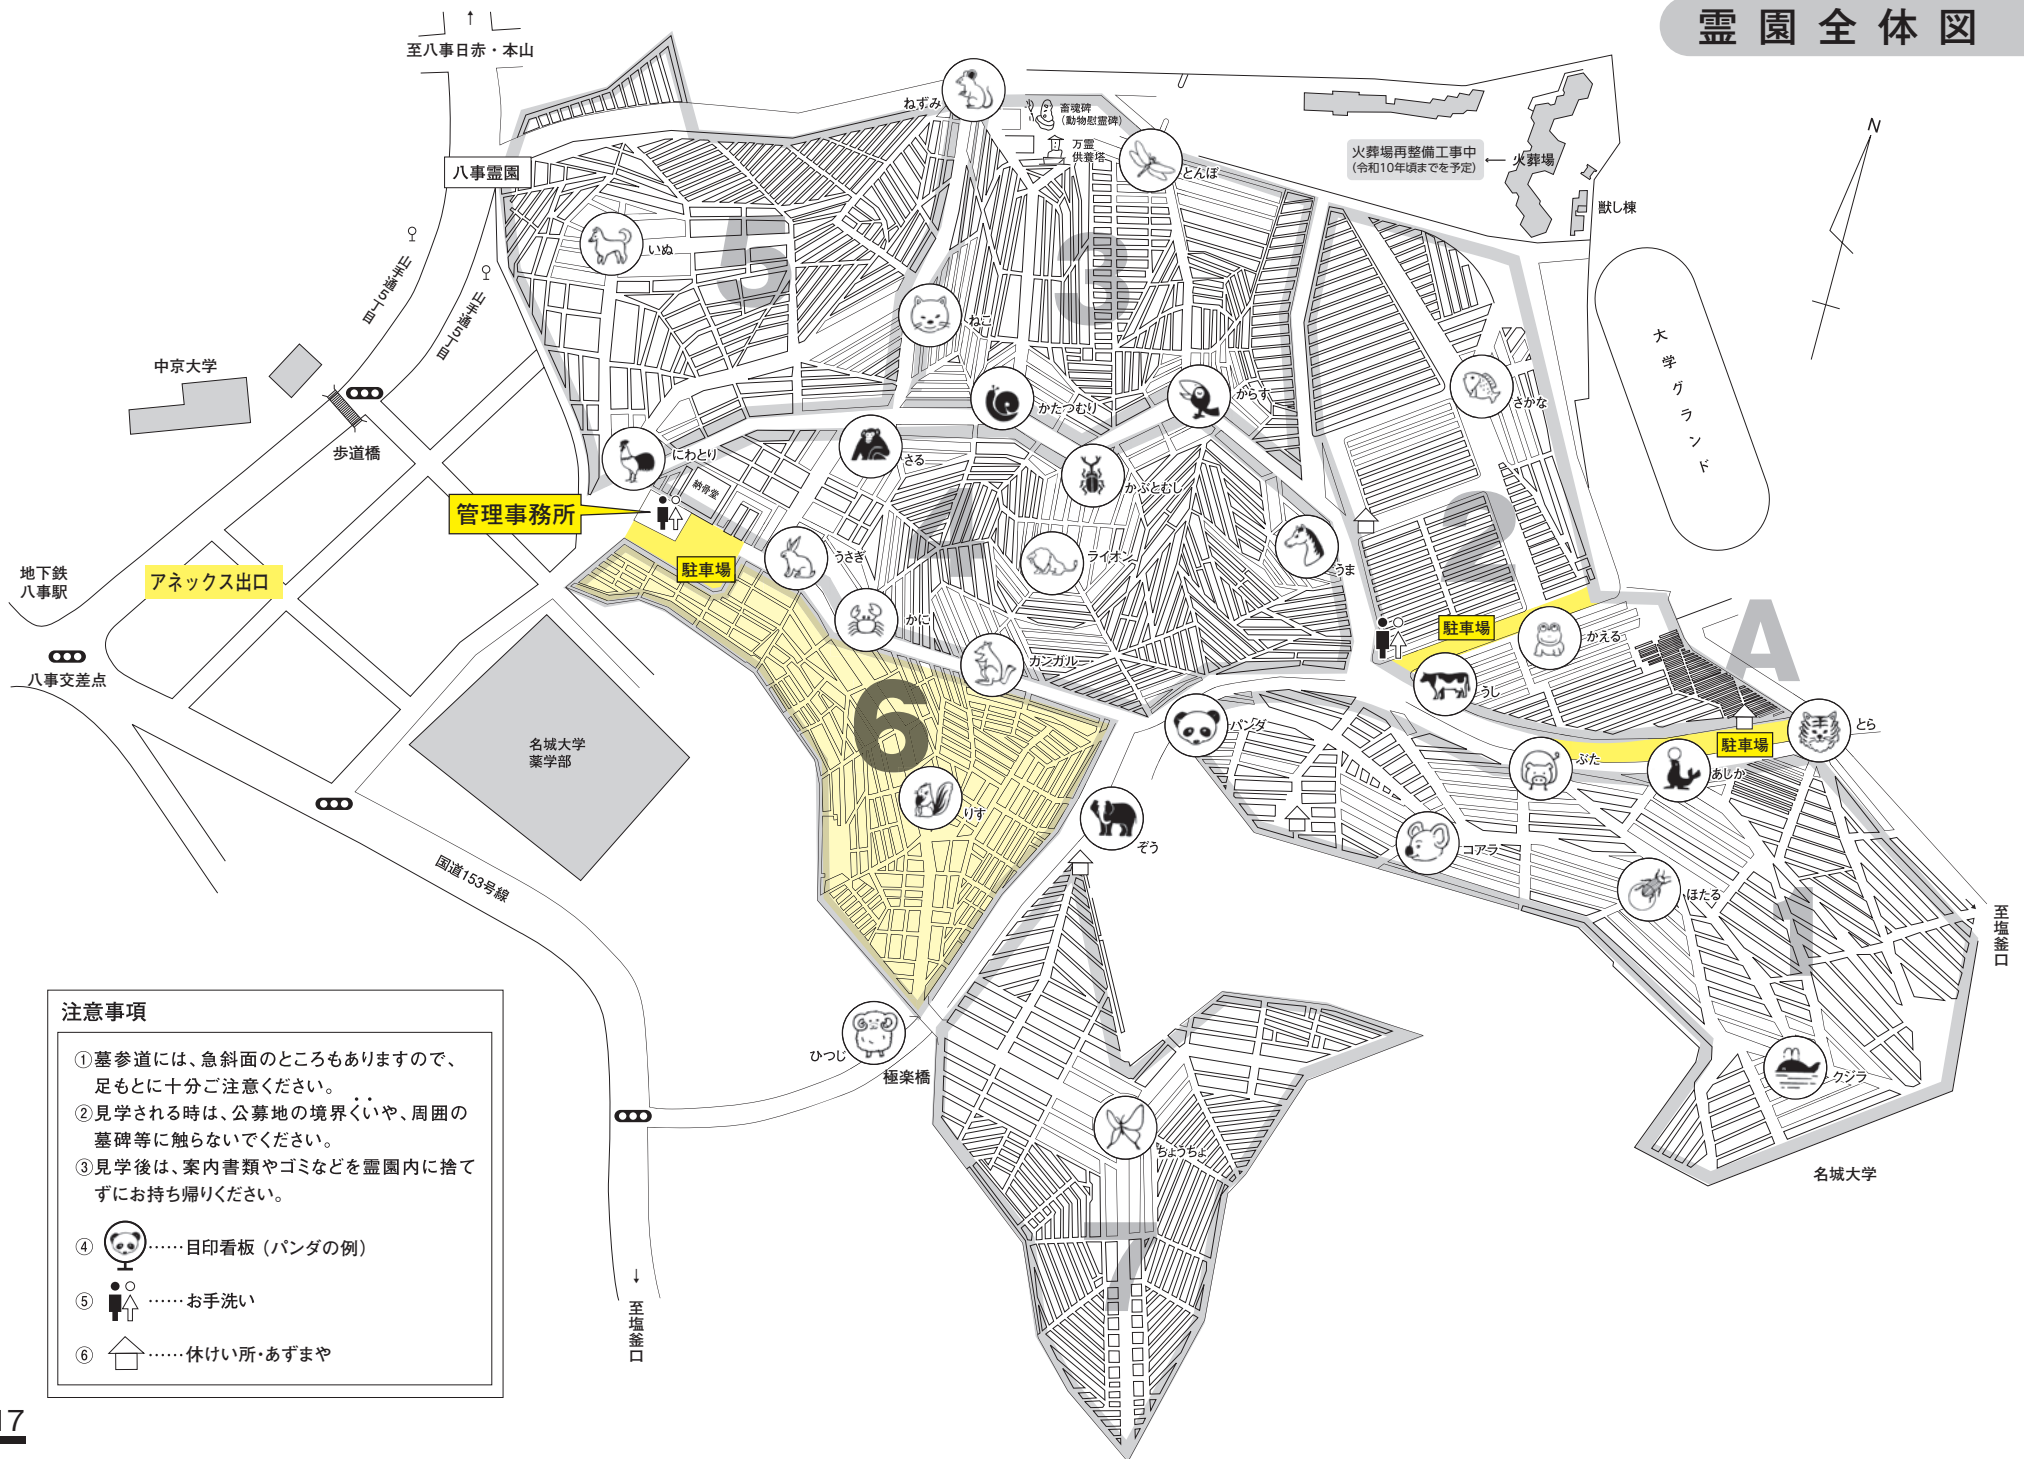 霊園全体図
↑
至八事日赤・本山
八事霊園
ねずみ
畜魂碑
(動物慰霊碑)
万霊
供養塔
とんぼ
火葬場再整備工事中
(令和10年頃までを予定)
←火葬場
獣し棟
N
いぬ
5
3
ねこ
山手通5丁目
山手通5丁目
中京大学
歩道橋
大学グランド
かたつむり
からす
さかな
にわとり
さる
かぶとむし
納骨堂
管理事務所
駐車場
うさぎ
4
ライオン
うま
2
地下鉄
八事駅
アネックス出口
八事交差点
かに
カンガルー
駐車場
かえる
A
うし
名城大学
薬学部
6
りす
パンダ
ぞう
とら
駐車場
ぶた
あしか
コアラ
ほたる
1
国道153号線
至塩釜口
ひつじ
極楽橋
クジラ
ちょうちょ
7
名城大学
↓
至塩釜口
注意事項
①墓参道には、急斜面のところもありますので、
足もとに十分ご注意ください。
②見学される時は、公募地の境界くいや、周囲の
墓碑等に触らないでください。
③見学後は、案内書類やゴミなどを霊園内に捨て
ずにお持ち帰りください。
④……目印看板(パンダの例)
⑤……お手洗い
⑥……休けい所・あずまや
17